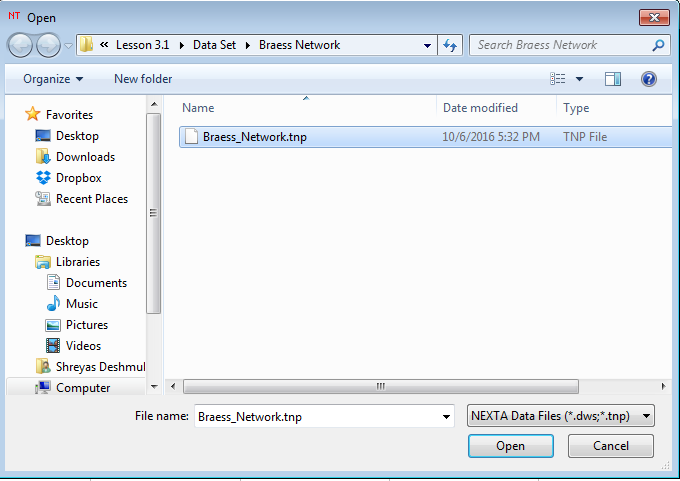 NT Open
« Lesson 3.1 Data Set Braess Network Search Braess Network
Organize New folder ?
Name Date modified Type
Braess_Network.tnp 10/6/2016 5:32 PM TNP File
Favorites
Desktop
Downloads
Dropbox
Recent Places
Desktop
Libraries
Documents
Music
Pictures
Videos
Shreyas Deshmul
Computer
File name: Braess_Network.tnp NEXTA Data Files (*.dws;*.tnp)
Open Cancel